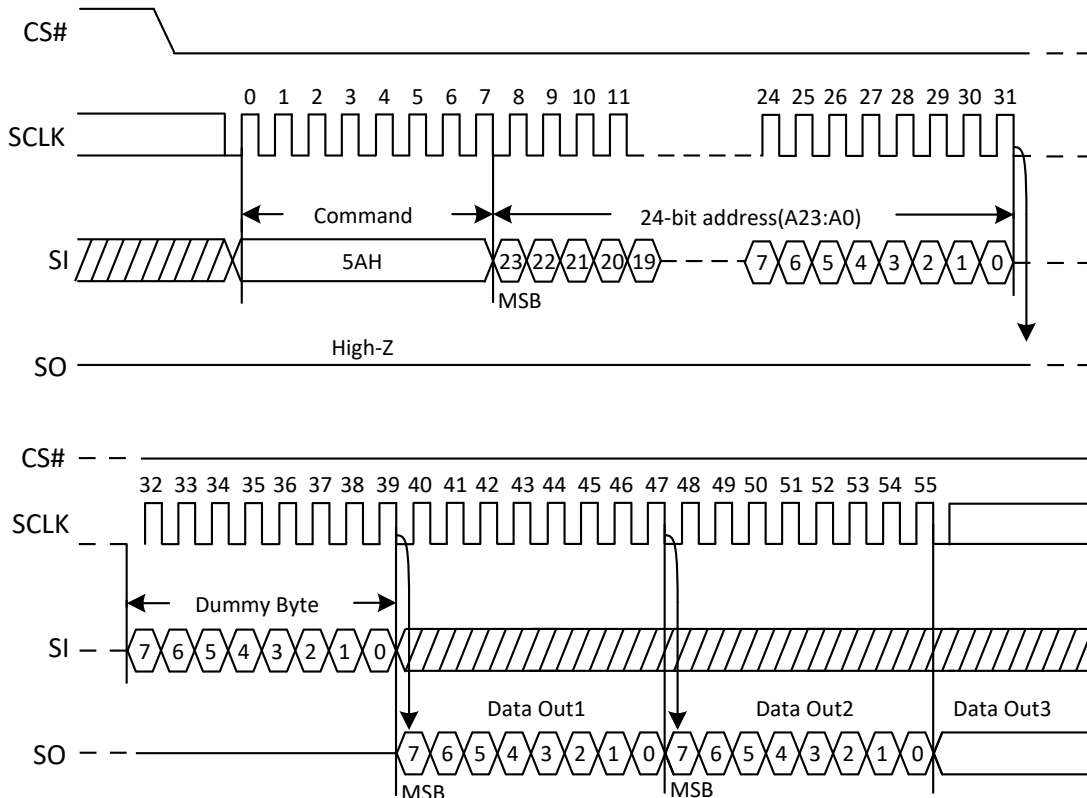 CS#
0 1 2 3 4 5 6 7 8 9 10 11 24 25 26 27 28 29 30 31
SCLK
Command 24-bit address(A23:A0)
SI 5AH 23 22 21 20 19 7 6 5 4 3 2 1 0
MSB
High-Z
SO
CS#
32 33 34 35 36 37 38 39 40 41 42 43 44 45 46 47 48 49 50 51 52 53 54 55
SCLK
Dummy Byte
SI 7 6 5 4 3 2 1 0
Data Out1 Data Out2 Data Out3
SO 7 6 5 4 3 2 1 0 7 6 5 4 3 2 1 0
MSB MSB